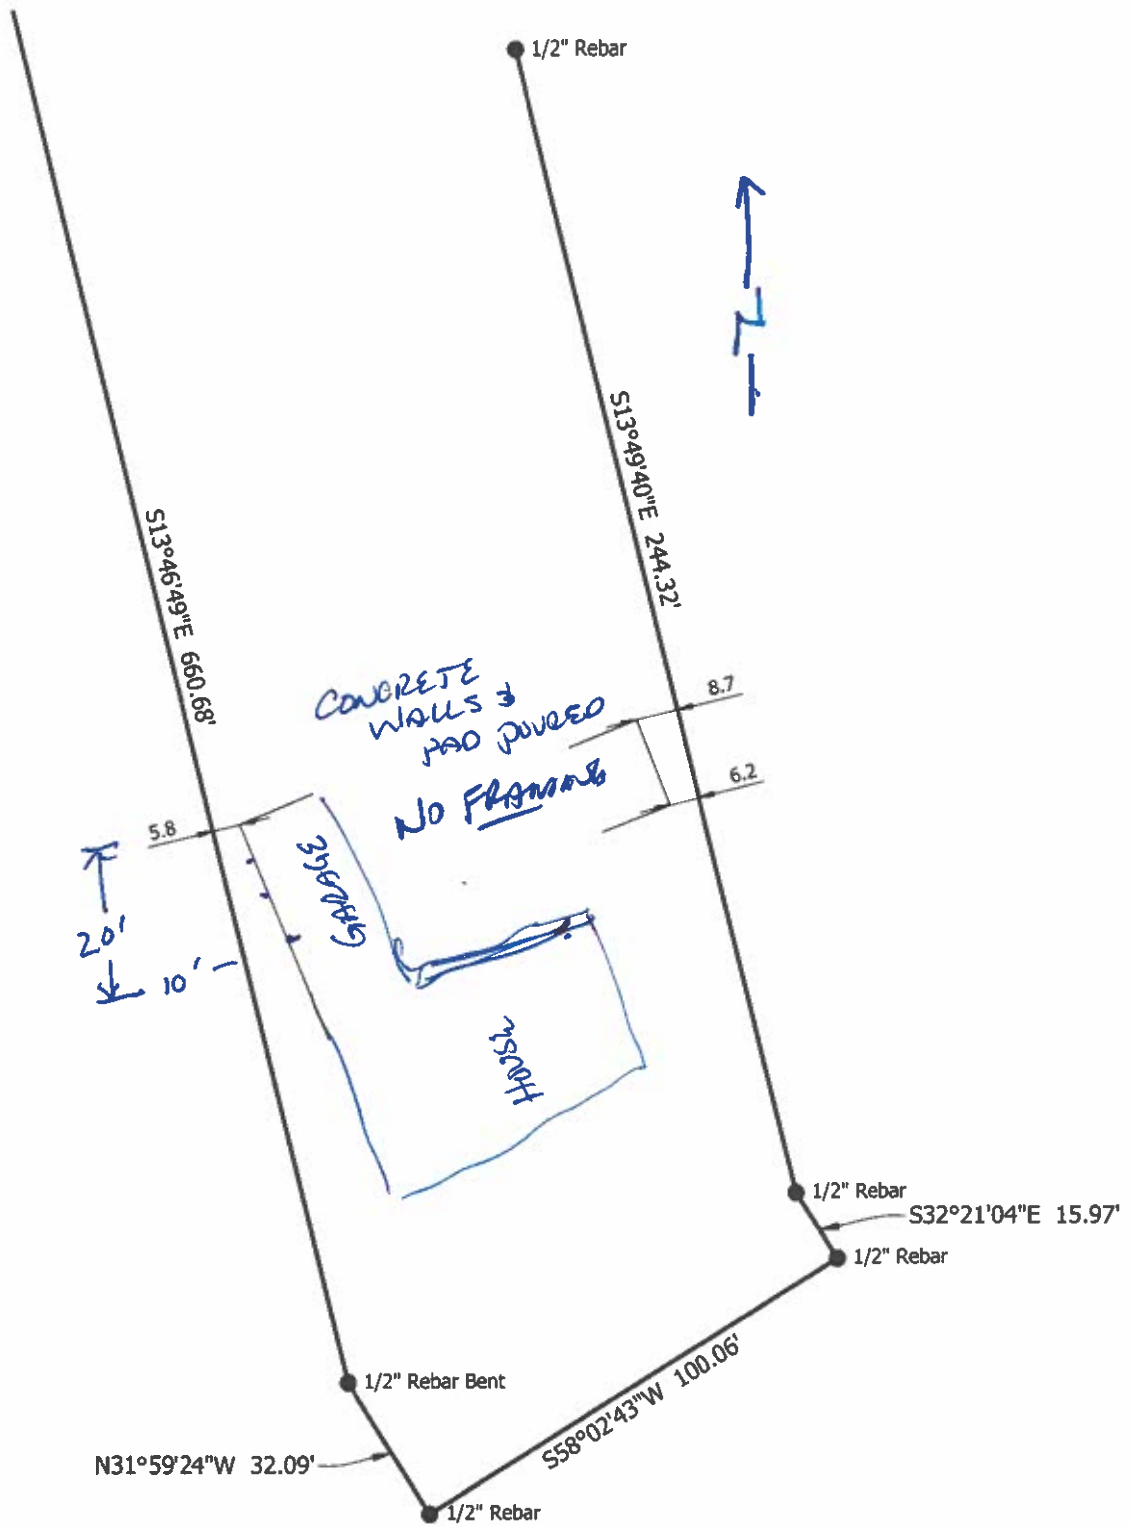 1/2" Rebar
S13°49'40"E 244.32'
S13°46'49"E 660.68'
N
CONCRETE
WALLS &
PAD POURED
NO FRAMING
8.7
6.2
5.8
20'
10'
GARAGE
HOUSE
1/2" Rebar
S32°21'04"E 15.97'
1/2" Rebar
1/2" Rebar Bent
S58°02'43"W 100.06'
N31°59'24"W 32.09'
1/2" Rebar